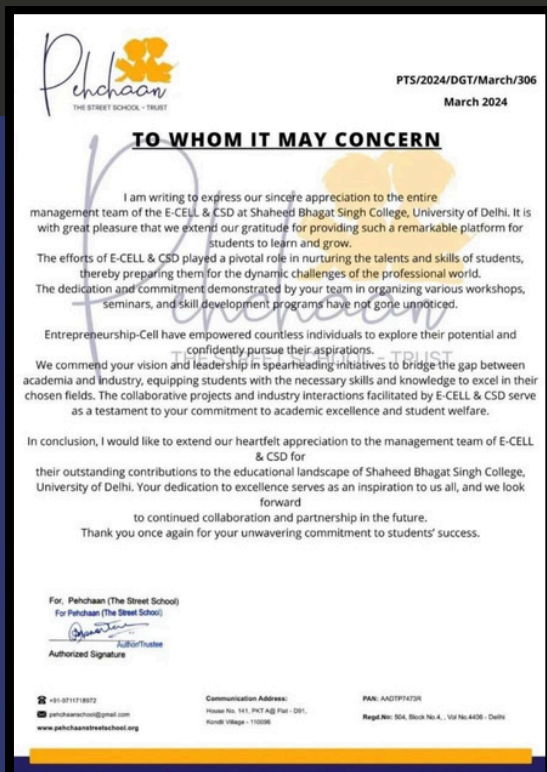 Pehchaan
THE STREET SCHOOL - TRUST
PTS/2024/DGT/March/306
March 2024
TO WHOM IT MAY CONCERN
I am writing to express our sincere appreciation to the entire
management team of the E-CELL & CSD at Shaheed Bhagat Singh College, University of Delhi. It is
with great pleasure that we extend our gratitude for providing such a remarkable platform for
students to learn and grow.
The efforts of E-CELL & CSD played a pivotal role in nurturing the talents and skills of students,
thereby preparing them for the dynamic challenges of the professional world.
The dedication and commitment demonstrated by your team in organizing various workshops,
seminars, and skill development programs have not gone unnoticed.
Pehchaan
Entrepreneurship-Cell have empowered countless individuals to explore their potential and
confidently pursue their aspirations.
THE STREET SCHOOL - TRUST
We commend your vision and leadership in spearheading initiatives to bridge the gap between
academia and industry, equipping students with the necessary skills and knowledge to excel in their
chosen fields. The collaborative projects and industry interactions facilitated by E-CELL & CSD serve
as a testament to your commitment to academic excellence and student welfare.
In conclusion, I would like to extend our heartfelt appreciation to the management team of E-CELL
& CSD for
their outstanding contributions to the educational landscape of Shaheed Bhagat Singh College,
University of Delhi. Your dedication to excellence serves as an inspiration to us all, and we look
forward
to continued collaboration and partnership in the future.
Thank you once again for your unwavering commitment to students' success.
For, Pehchaan (The Street School)
For Pehchaan (The Street School)
Author/Trustee
Authorized Signature
+91-9711718972
pehchaanschool@gmail.com
www.pehchaanstreetschool.org
Communication Address:
House No. 141, PKT A@ Flat - D91,
Kondli Village - 110096
PAN: AADTP7473R
Regd.No: 504, Block No.4, , Vol No.4406 - Delhi